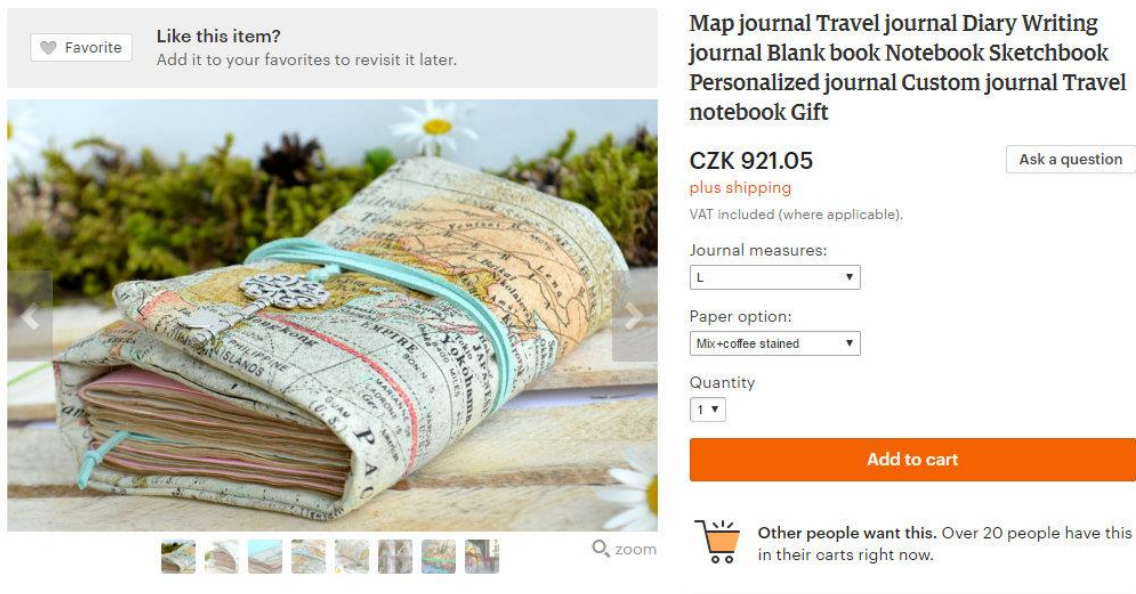 Favorite
Like this item?
Add it to your favorites to revisit it later.
Map journal Travel journal Diary Writing
journal Blank book Notebook Sketchbook
Personalized journal Custom journal Travel
notebook Gift
CZK 921.05
Ask a question
plus shipping
VAT included (where applicable).
Journal measures:
L
Paper option:
Mix+coffee stained
Quantity
1
Add to cart
Other people want this. Over 20 people have this
in their carts right now.
Hongkong
PHILIPPINE
ISLANDS
EMPIRE
Yokohama
JAPANESE
MARIANNE
zoom